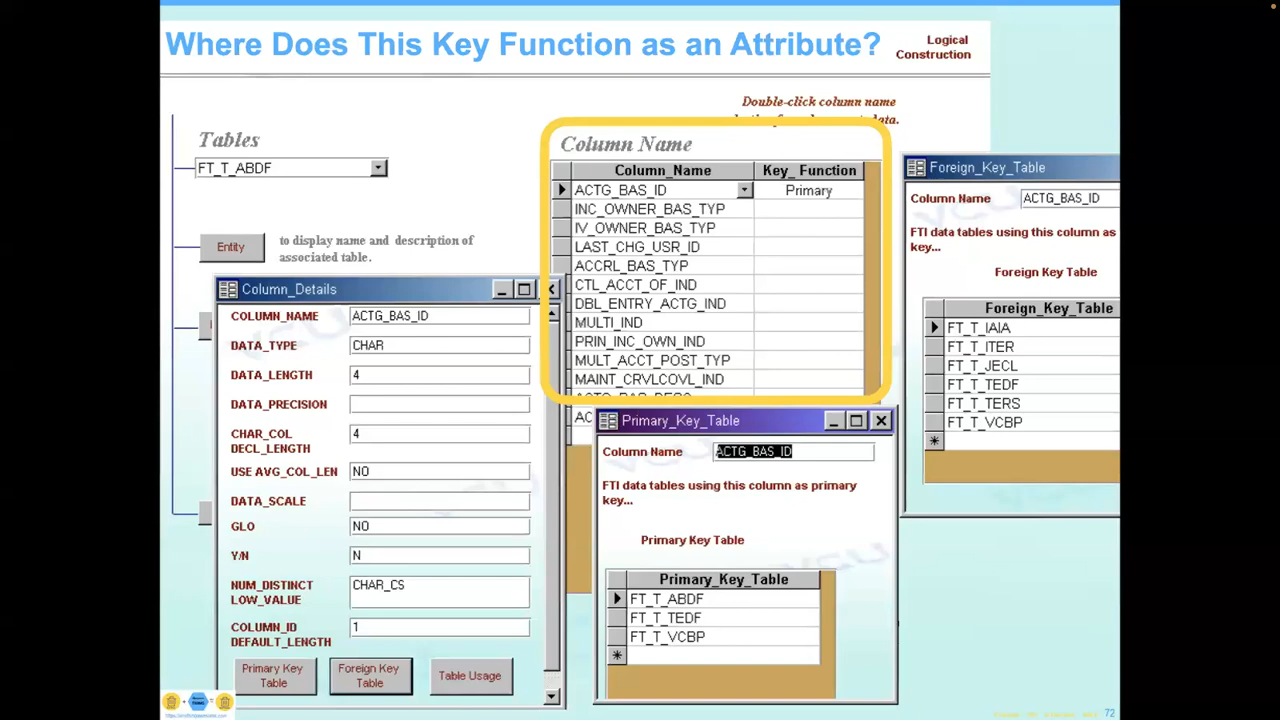 Where Does This Key Function as an Attribute?
Logical
Construction
Double-click column name
Tables
FT_T_ABDF
Entity
to display name and description of
associated table.
Column Name
Column_Name Key_ Function
ACTG_BAS_ID Primary
INC_OWNER_BAS_TYP
IV_OWNER_BAS_TYP
LAST_CHG_USR_ID
ACCRL_BAS_TYP
CTL_ACCT_OF_IND
DBL_ENTRY_ACTG_IND
MULTI_IND
PRIN_INC_OWN_IND
MULT_ACCT_POST_TYP
MAINT_CRVLCOVL_IND
AC
Column_Details
COLUMN_NAME ACTG_BAS_ID
DATA_TYPE CHAR
DATA_LENGTH 4
DATA_PRECISION
CHAR_COL 4
DECL_LENGTH
USE AVG_COL_LEN NO
DATA_SCALE
GLO NO
Y/N N
NUM_DISTINCT CHAR_CS
LOW_VALUE
COLUMN_ID 1
DEFAULT_LENGTH
Primary Key
Table
Foreign Key
Table
Table Usage
Primary_Key_Table
Column Name ACTG_BAS_ID
FTI data tables using this column as primary
key...
Primary Key Table
Primary_Key_Table
FT_T_ABDF
FT_T_TEDF
FT_T_VCBP
Foreign_Key_Table
Column Name ACTG_BAS_ID
FTI data tables using this column as
key...
Foreign Key Table
Foreign_Key_Table
FT_T_IAIA
FT_T_ITER
FT_T_JECL
FT_T_TEDF
FT_T_TERS
FT_T_VCBP
72